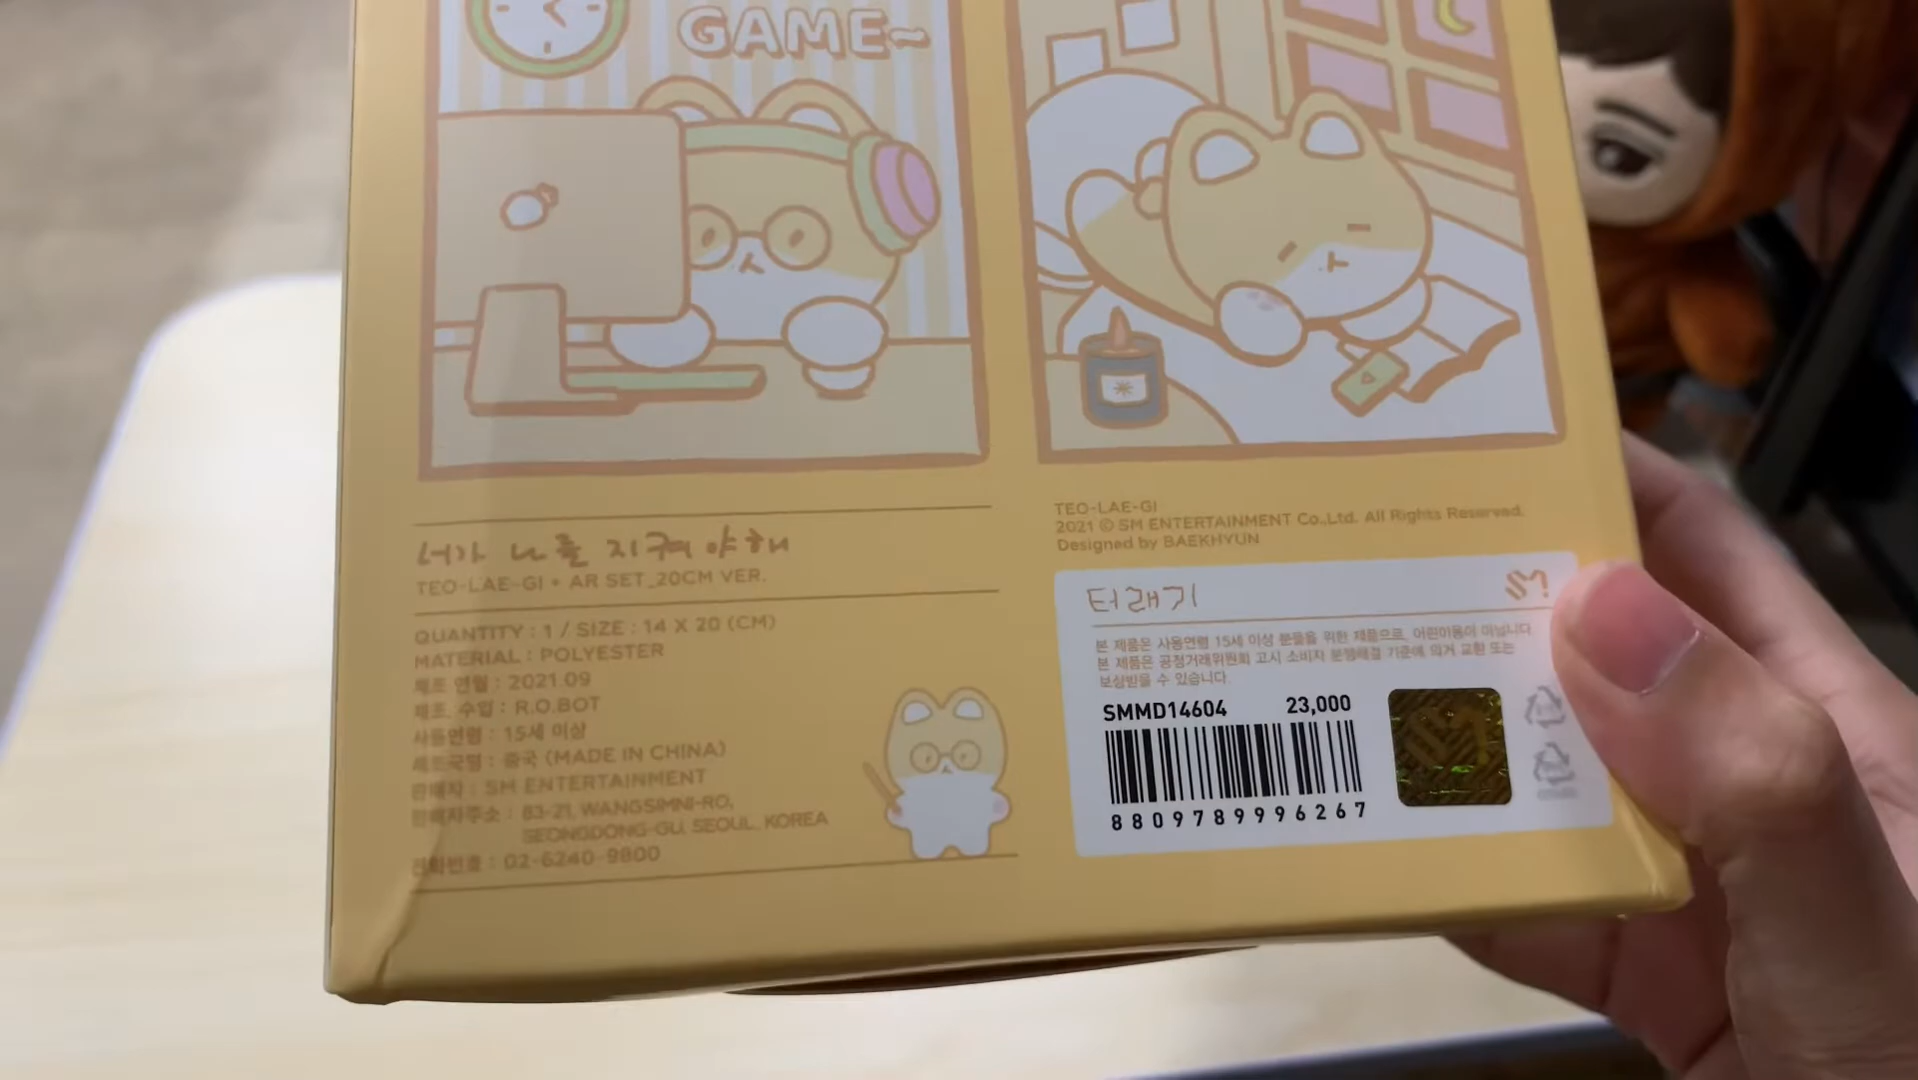 GAME~
너가 나를 지켜야해
TEO-LAE-GI + AR SET_20CM VER.
QUANTITY : 1 / SIZE : 14 X 20 (CM)
MATERIAL : POLYESTER
제조 연월 : 2021.09
제조, 수입 : R.O.BOT
사용연령 : 15세 이상
제조국명 : 중국 (MADE IN CHINA)
판매자 : SM ENTERTAINMENT
판매자주소 : 83-21, WANGSIMNI-RO,
SEONGDONG-GU, SEOUL, KOREA
전화번호 : 02-6240-9800
TEO-LAE-GI
2021 © SM ENTERTAINMENT Co.,Ltd. All Rights Reserved.
Designed by BAEKHYUN
터래기
SM
본 제품은 사용연령 15세 이상 분들을 위한 제품으로, 어린이용이 아닙니다.
본 제품은 공정거래위원회 고시 소비자 분쟁해결 기준에 의거 교환 또는
보상받을 수 있습니다.
SMMD14604 23,000
8809789996267